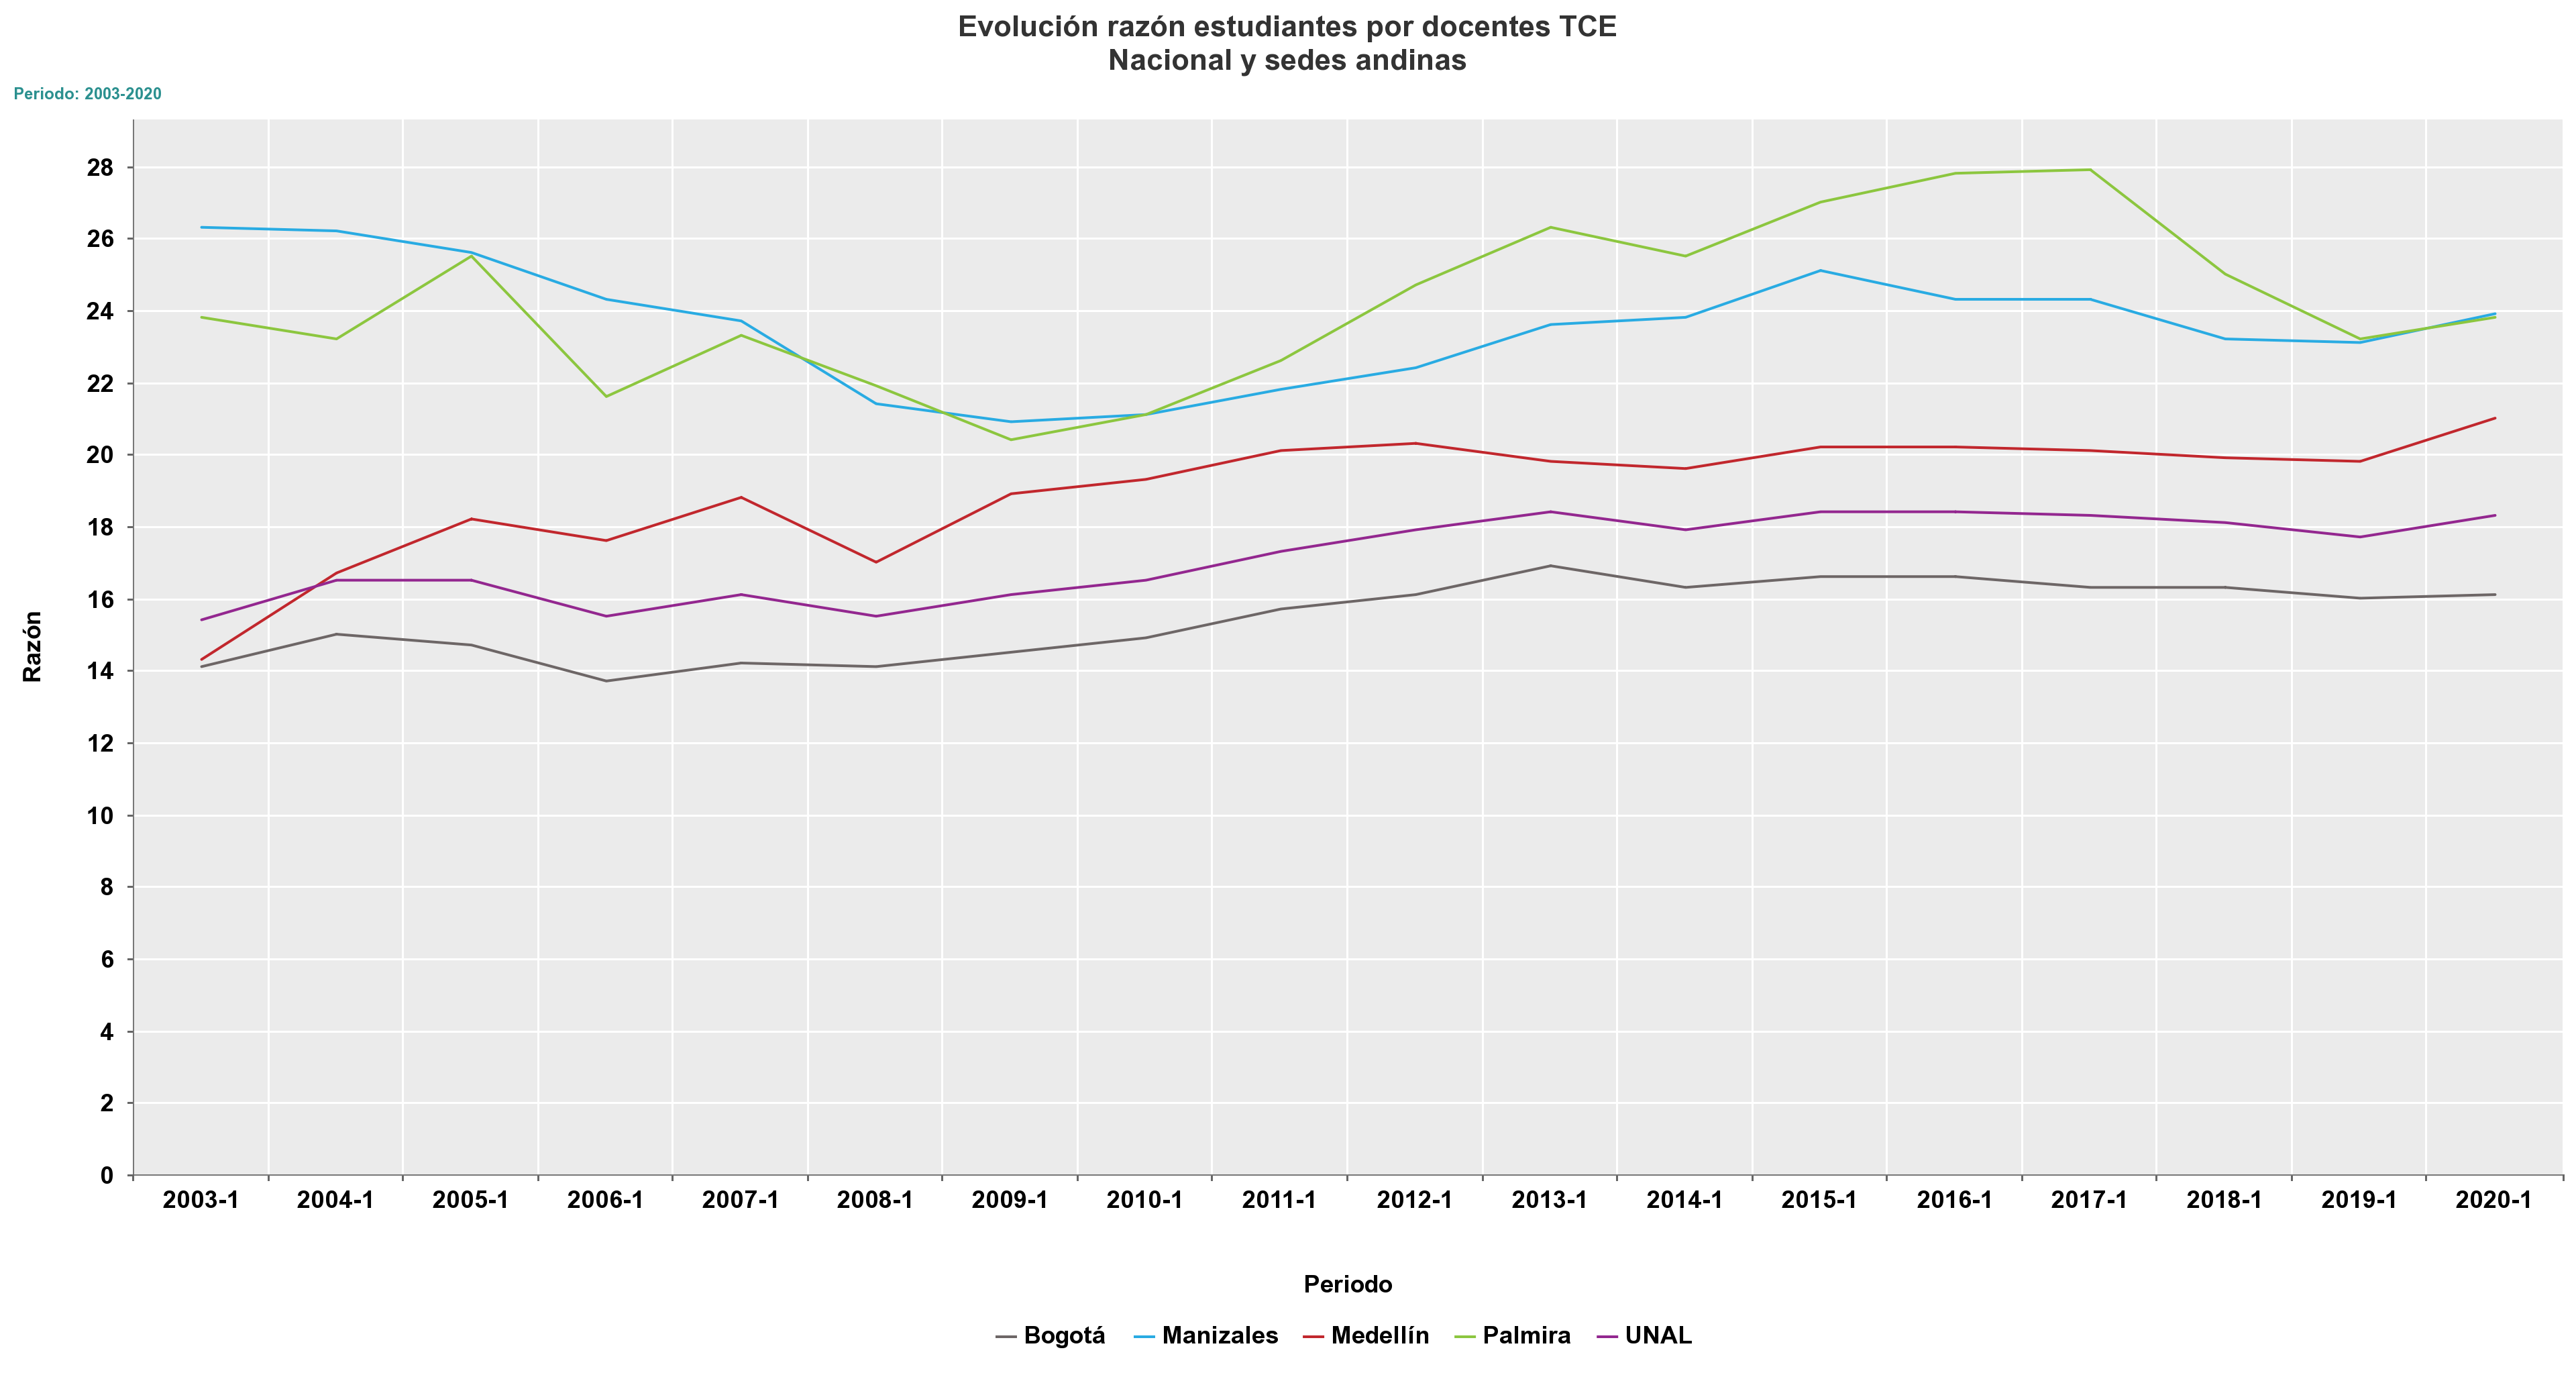 Evolución razón estudiantes por docentes TCE
Nacional y sedes andinas
Periodo: 2003-2020
28
26
24
22
20
18
16
14
12
10
8
6
4
2
0
Razón
2003-1 2004-1 2005-1 2006-1 2007-1 2008-1 2009-1 2010-1 2011-1 2012-1 2013-1 2014-1 2015-1 2016-1 2017-1 2018-1 2019-1 2020-1
Periodo
Bogotá Manizales Medellín Palmira UNAL